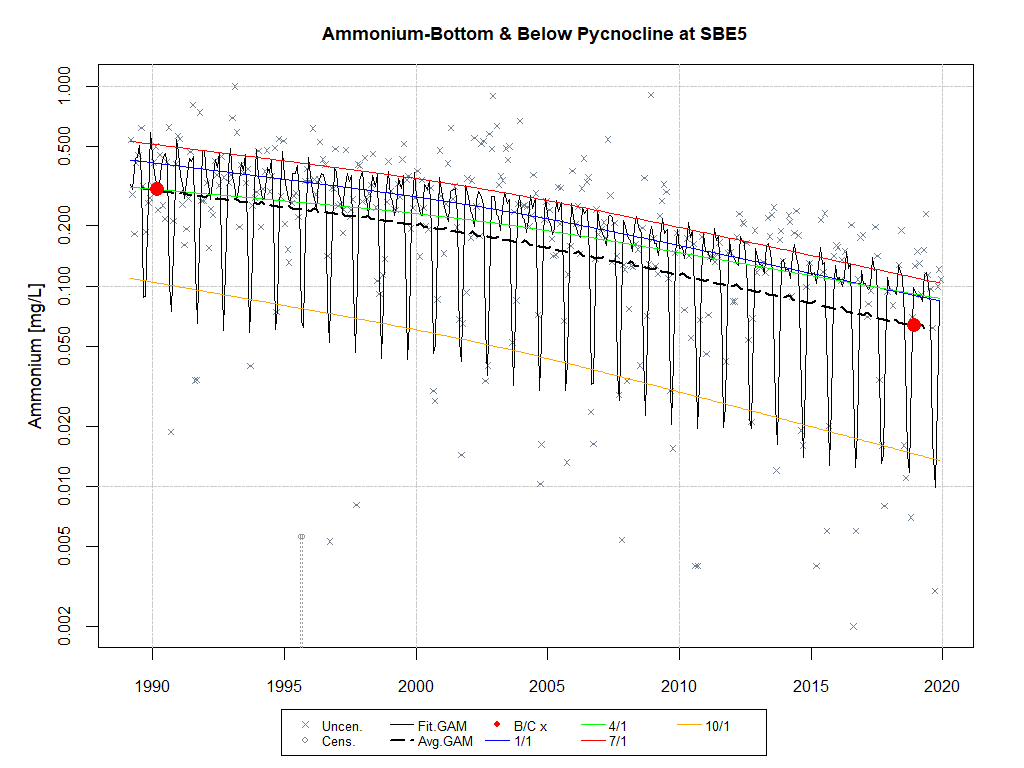 Ammonium-Bottom & Below Pycnocline at SBE5
Ammonium [mg/L]
1.000
0.500
0.200
0.100
0.050
0.020
0.010
0.005
0.002
1990 1995 2000 2005 2010 2015 2020
Uncen. Fit.GAM B/C x 4/1 10/1
Cens. Avg.GAM 1/1 7/1